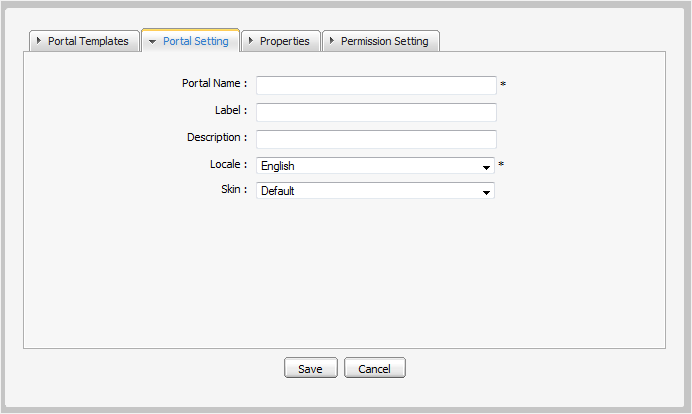 Portal Templates Portal Setting Properties Permission Setting
Portal Name : *
Label :
Description :
Locale : English *
Skin : Default
Save Cancel